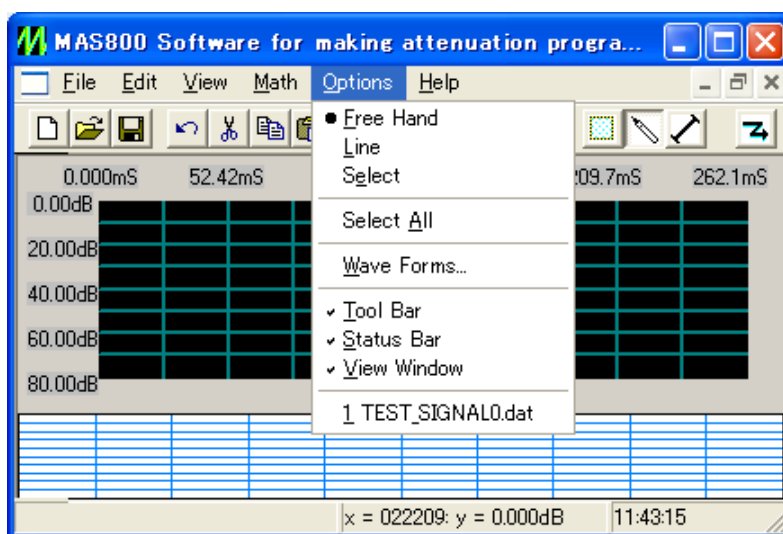 MAS800 Software for making attenuation progra...
File Edit View Math Options Help
Free Hand
Line
Select
Select All
Wave Forms...
Tool Bar
Status Bar
View Window
1 TEST_SIGNAL0.dat
0.000mS 52.42mS 209.7mS 262.1mS
0.00dB
20.00dB
40.00dB
60.00dB
80.00dB
x = 022209: y = 0.000dB 11:43:15